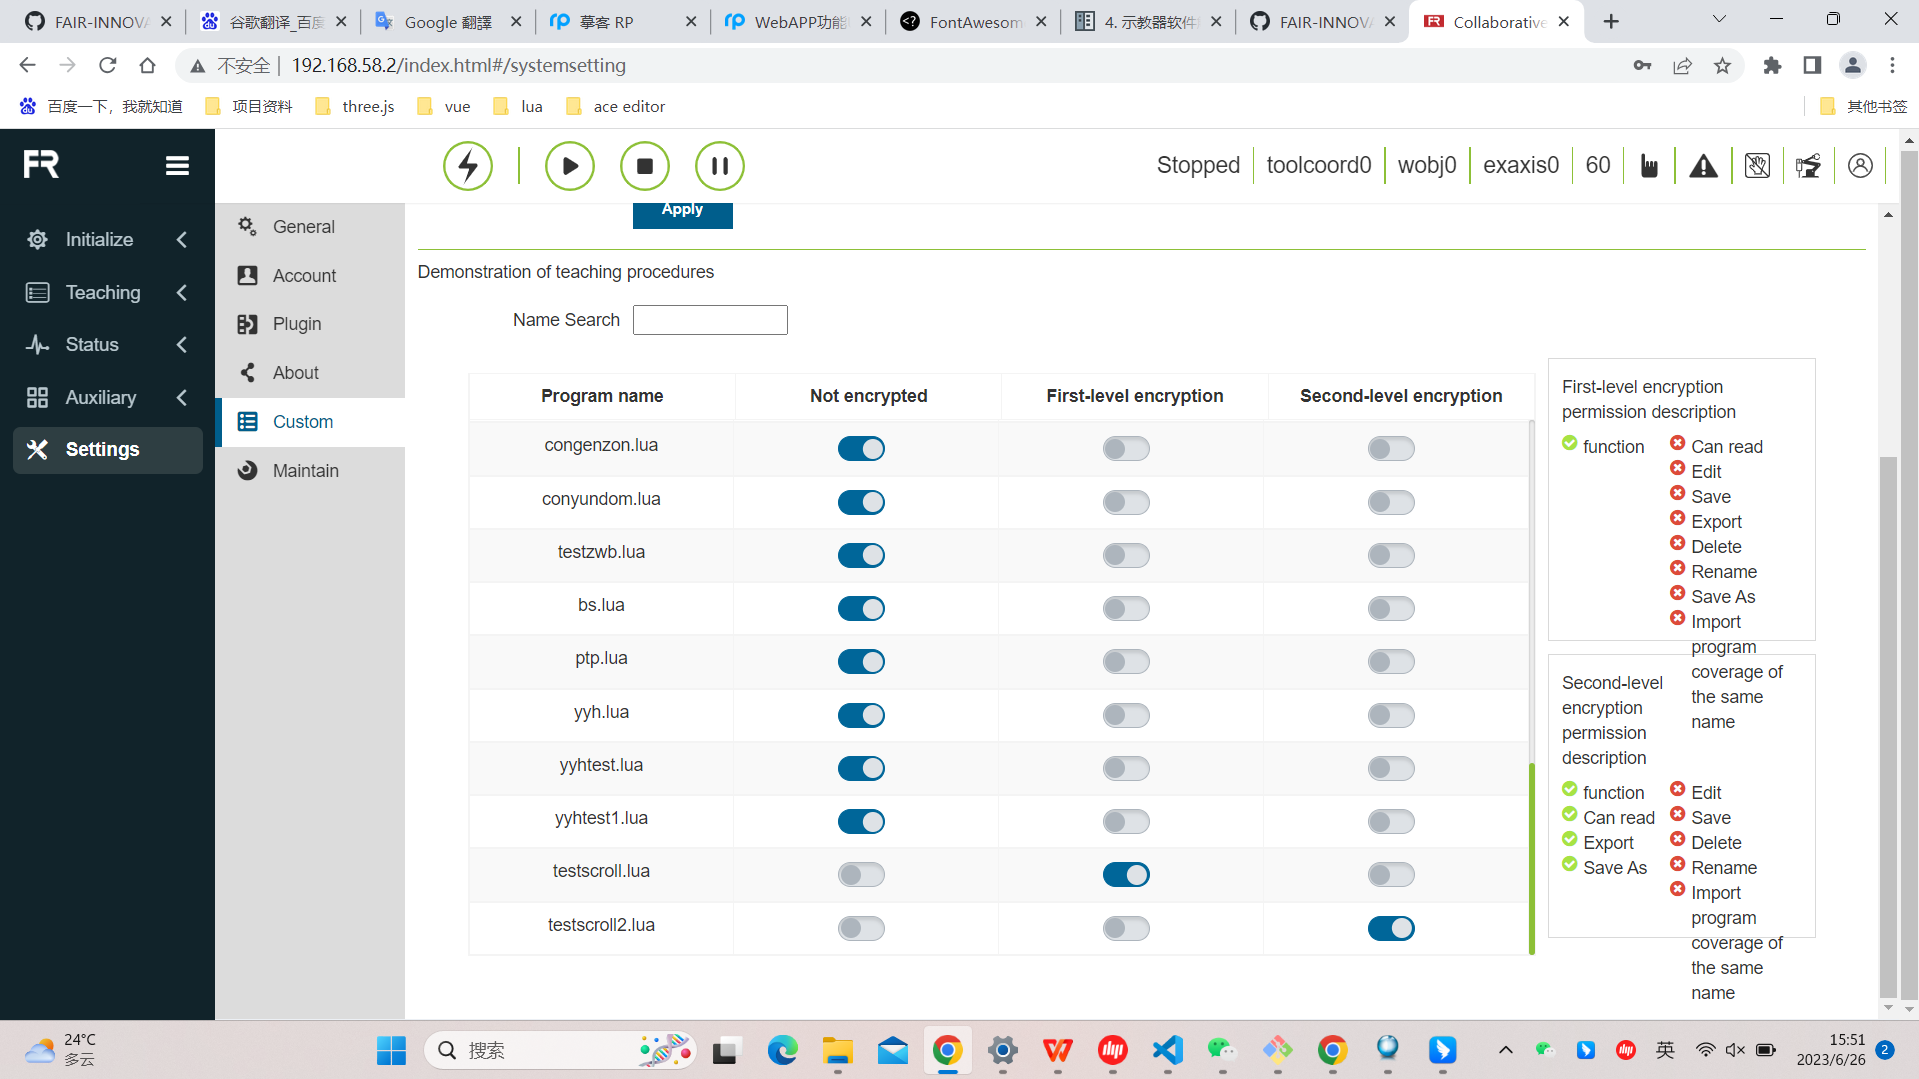 FAIR-INNOVA
谷歌翻译_百度
Google 翻譯
摹客 RP
WebAPP功能
FontAwesom
4. 示教器软件
FAIR-INNOVA
Collaborative
不安全 | 192.168.58.2/index.html#/systemsetting
百度一下，我就知道
项目资料
three.js
vue
lua
ace editor
其他书签
FR
Stopped
toolcoord0
wobj0
exaxis0
60
Initialize
Teaching
Status
Auxiliary
Settings
General
Account
Plugin
About
Custom
Maintain
Apply
Demonstration of teaching procedures
Name Search
Program name Not encrypted First-level encryption Second-level encryption
congenzon.lua
conyundom.lua
testzwb.lua
bs.lua
ptp.lua
yyh.lua
yyhtest.lua
yyhtest1.lua
testscroll.lua
testscroll2.lua
First-level encryption
permission description
function
Can read
Edit
Save
Export
Delete
Rename
Save As
Import
program
coverage of
the same
name
Second-level
encryption
permission
description
function
Can read
Export
Save As
Edit
Save
Delete
Rename
Import
program
coverage of
the same
name
24°C
多云
搜索
英
15:51
2023/6/26
2